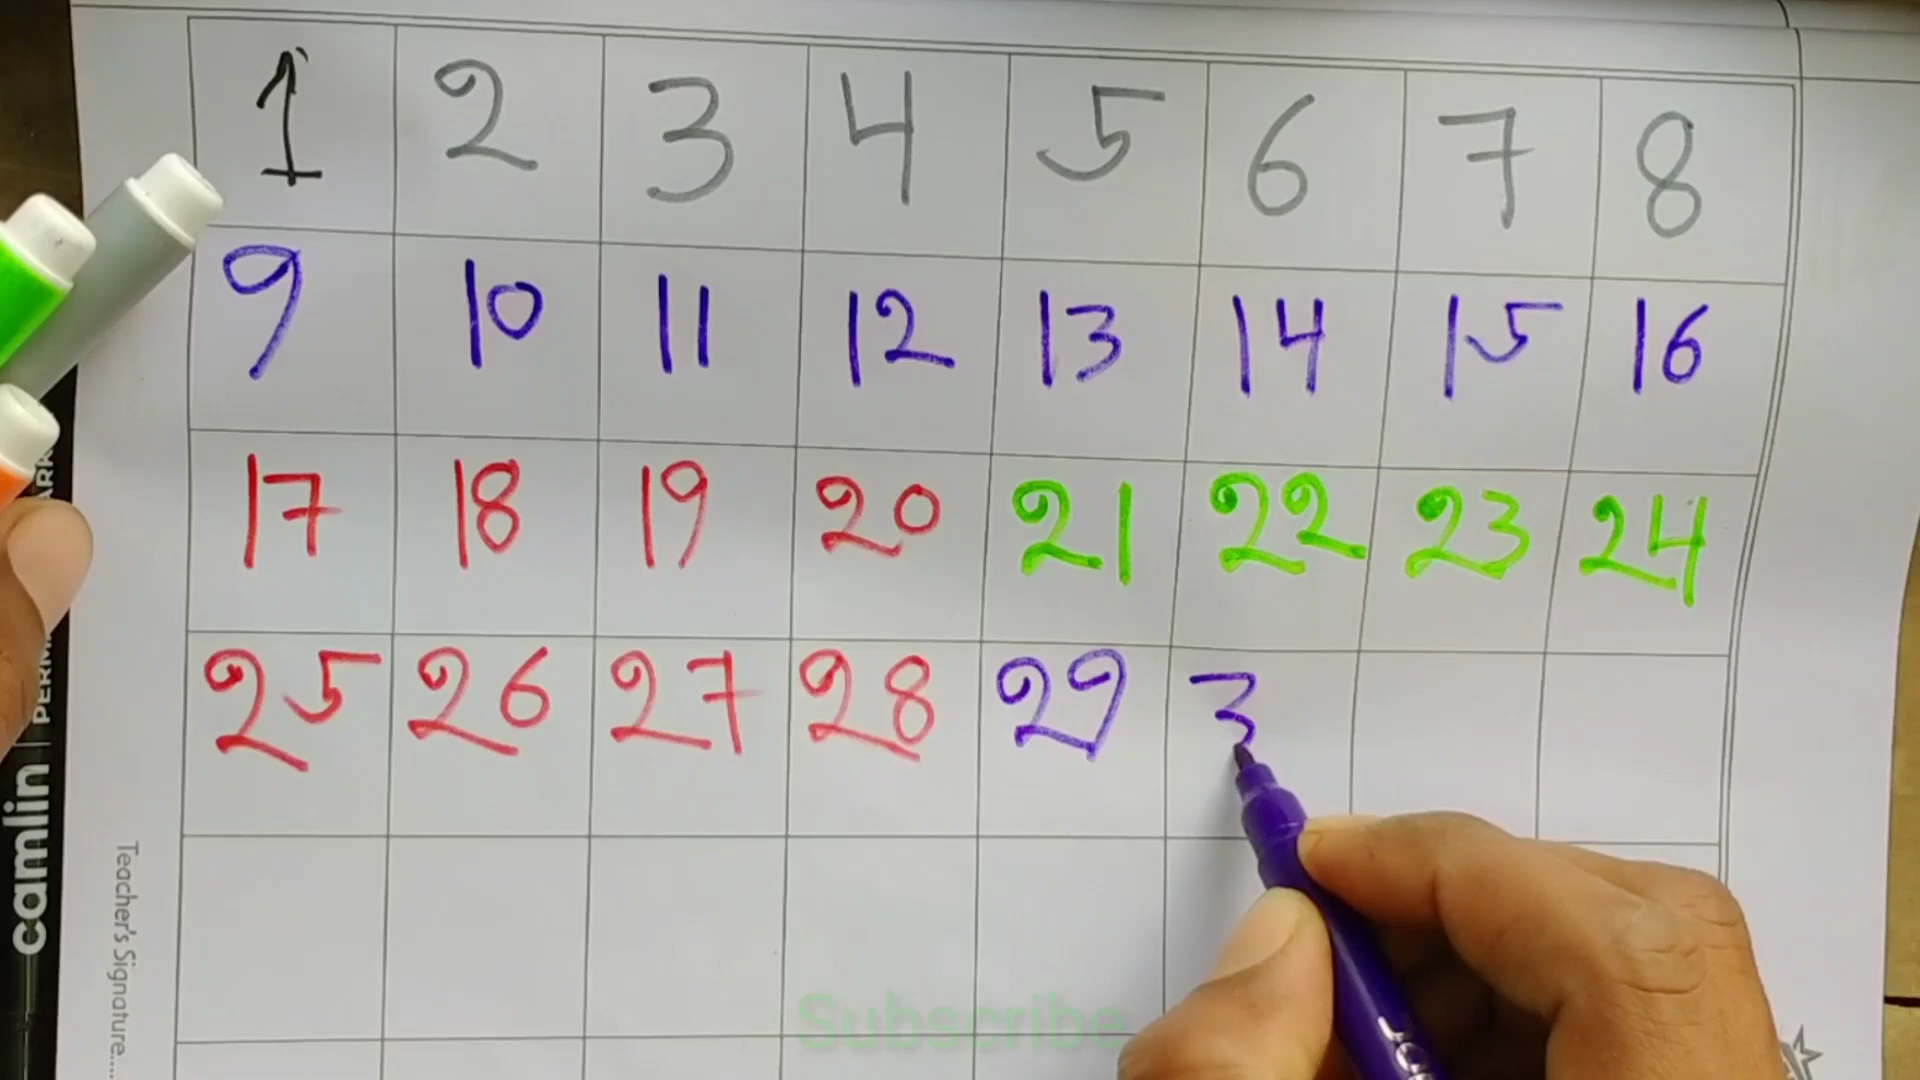 1 2 3 4 5 6 7 8
9 10 11 12 13 14 15 16
17 18 19 20 21 22 23 24
25 26 27 28 29 3
camlin PERM
Teacher's Signature....
Subscribe